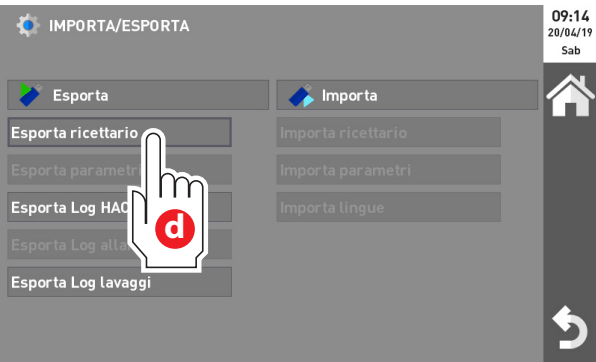 IMPORTA/ESPORTA
09:14
20/04/19
Sab
Esporta
Importa
Esporta ricettario
Importa ricettario
Esporta parametri
Importa parametri
Esporta Log HAC
Importa lingue
Esporta Log
Esporta Log lavaggi
d